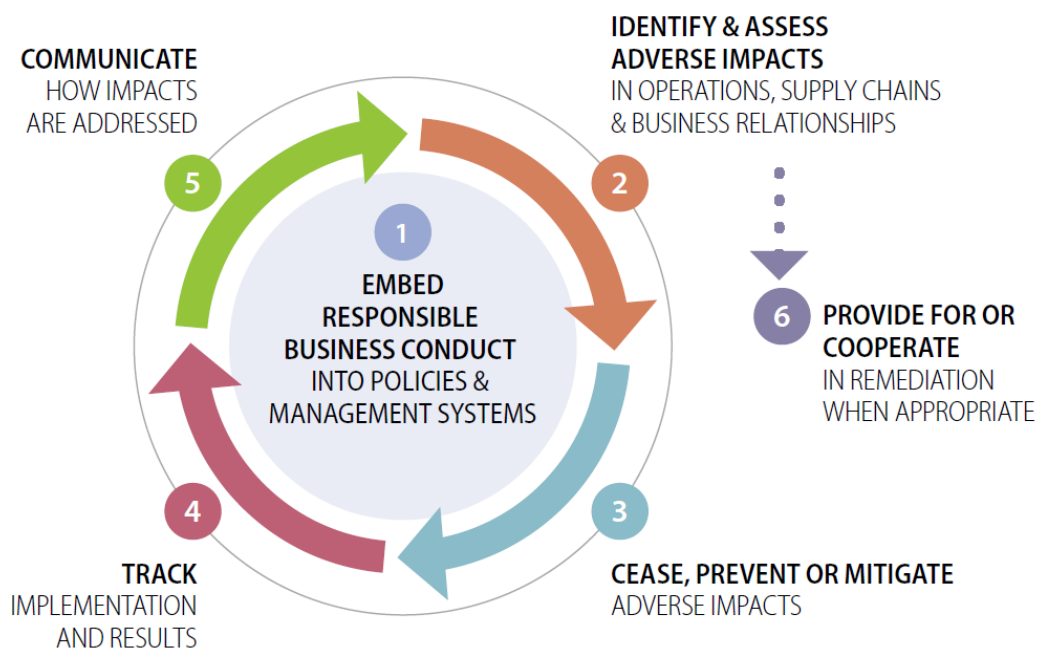 1
EMBED
RESPONSIBLE
BUSINESS CONDUCT
INTO POLICIES &
MANAGEMENT SYSTEMS
2
IDENTIFY & ASSESS
ADVERSE IMPACTS
IN OPERATIONS, SUPPLY CHAINS
& BUSINESS RELATIONSHIPS
3
CEASE, PREVENT OR MITIGATE
ADVERSE IMPACTS
4
TRACK
IMPLEMENTATION
AND RESULTS
5
COMMUNICATE
HOW IMPACTS
ARE ADDRESSED
6
PROVIDE FOR OR
COOPERATE
IN REMEDIATION
WHEN APPROPRIATE